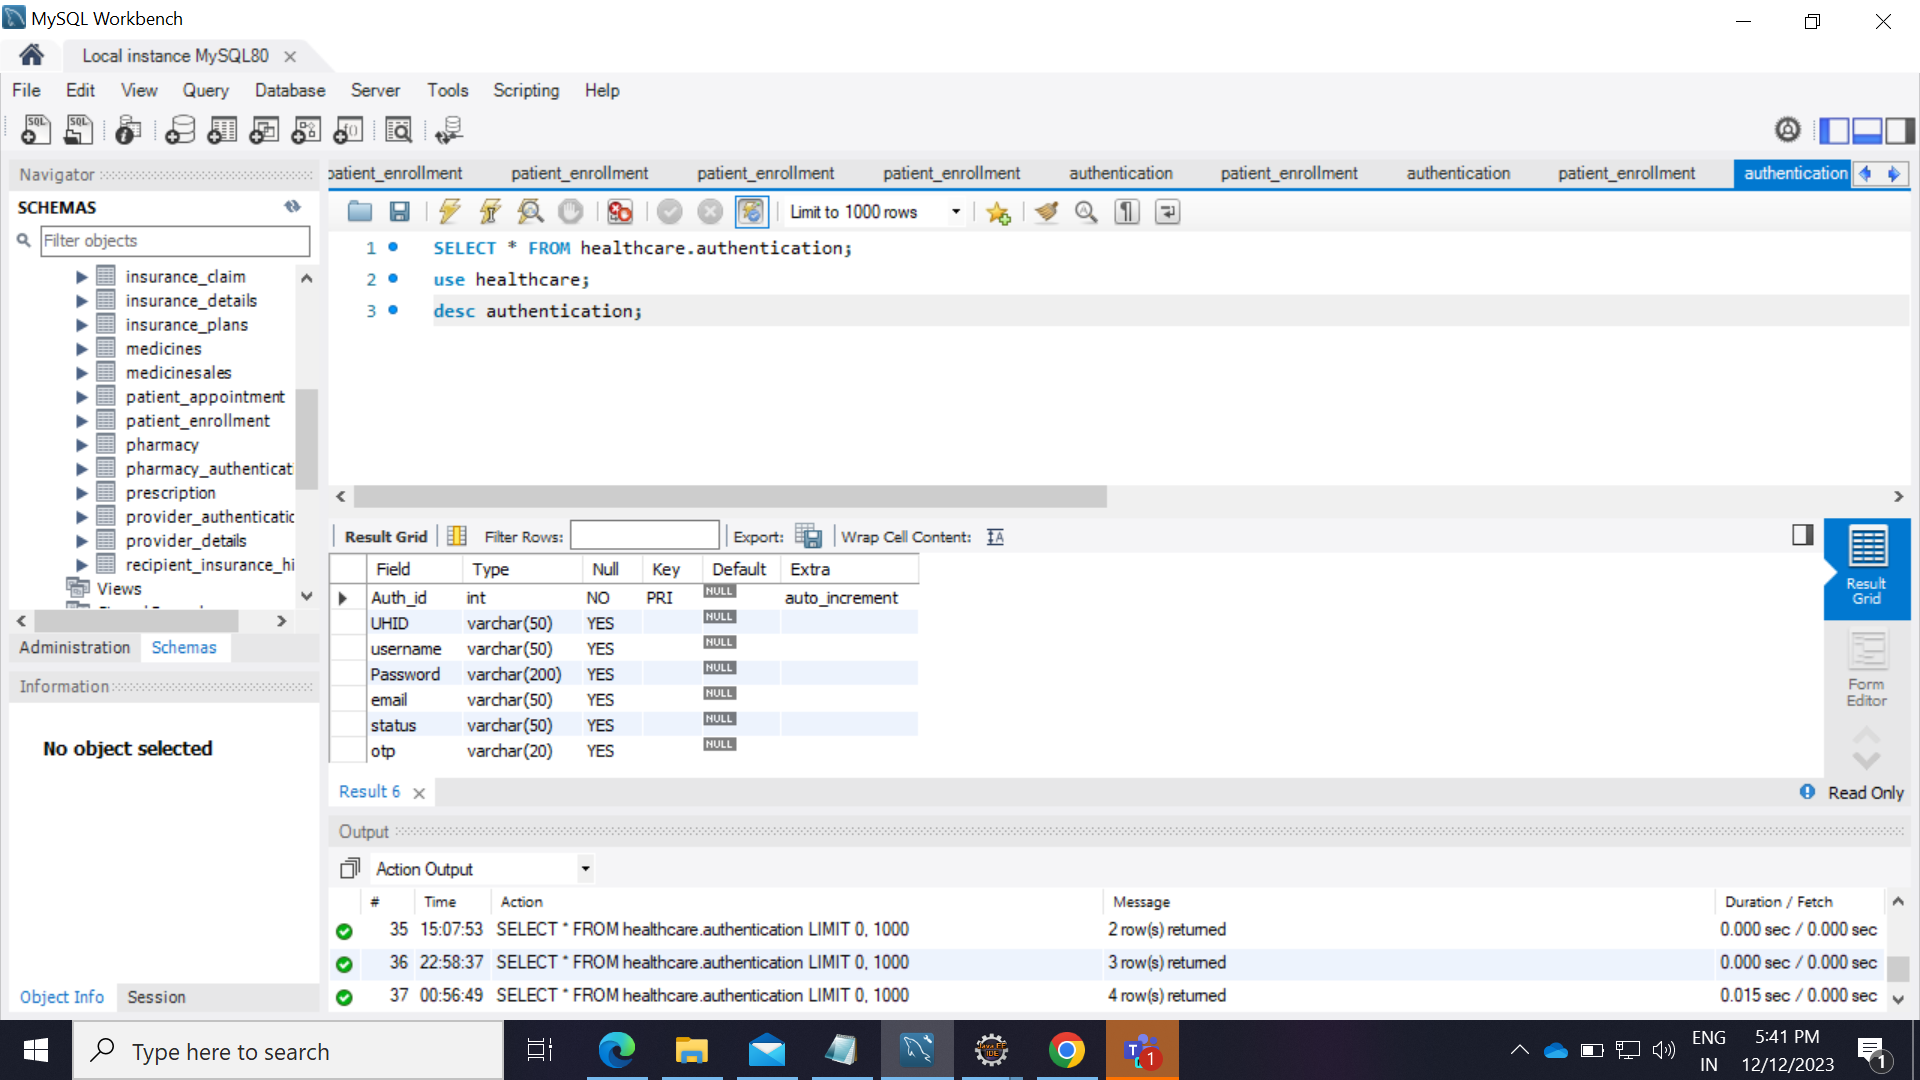 MySQL Workbench
Local instance MySQL80
File Edit View Query Database Server Tools Scripting Help
SQL SQL
Navigator
SCHEMAS
Filter objects
insurance_claim
insurance_details
insurance_plans
medicines
medicinesales
patient_appointment
patient_enrollment
pharmacy
pharmacy_authenticat
prescription
provider_authenticatic
provider_details
recipient_insurance_hi
Views
Administration Schemas
Information
No object selected
Object Info Session
patient_enrollment patient_enrollment patient_enrollment patient_enrollment authentication patient_enrollment authentication patient_enrollment authentication
Limit to 1000 rows
1 SELECT * FROM healthcare.authentication;
2 use healthcare;
3 desc authentication;
Result Grid Filter Rows: Export: Wrap Cell Content:
Field Type Null Key Default Extra
Auth_id int NO PRI NULL auto_increment
UHID varchar(50) YES NULL
username varchar(50) YES NULL
Password varchar(200) YES NULL
email varchar(50) YES NULL
status varchar(50) YES NULL
otp varchar(20) YES NULL
Result
Grid
Form
Editor
Result 6
Read Only
Output
Action Output
# Time Action Message Duration / Fetch
35 15:07:53 SELECT * FROM healthcare.authentication LIMIT 0, 1000 2 row(s) returned 0.000 sec / 0.000 sec
36 22:58:37 SELECT * FROM healthcare.authentication LIMIT 0, 1000 3 row(s) returned 0.000 sec / 0.000 sec
37 00:56:49 SELECT * FROM healthcare.authentication LIMIT 0, 1000 4 row(s) returned 0.015 sec / 0.000 sec
Type here to search
1
ENG
IN
5:41 PM
12/12/2023
1